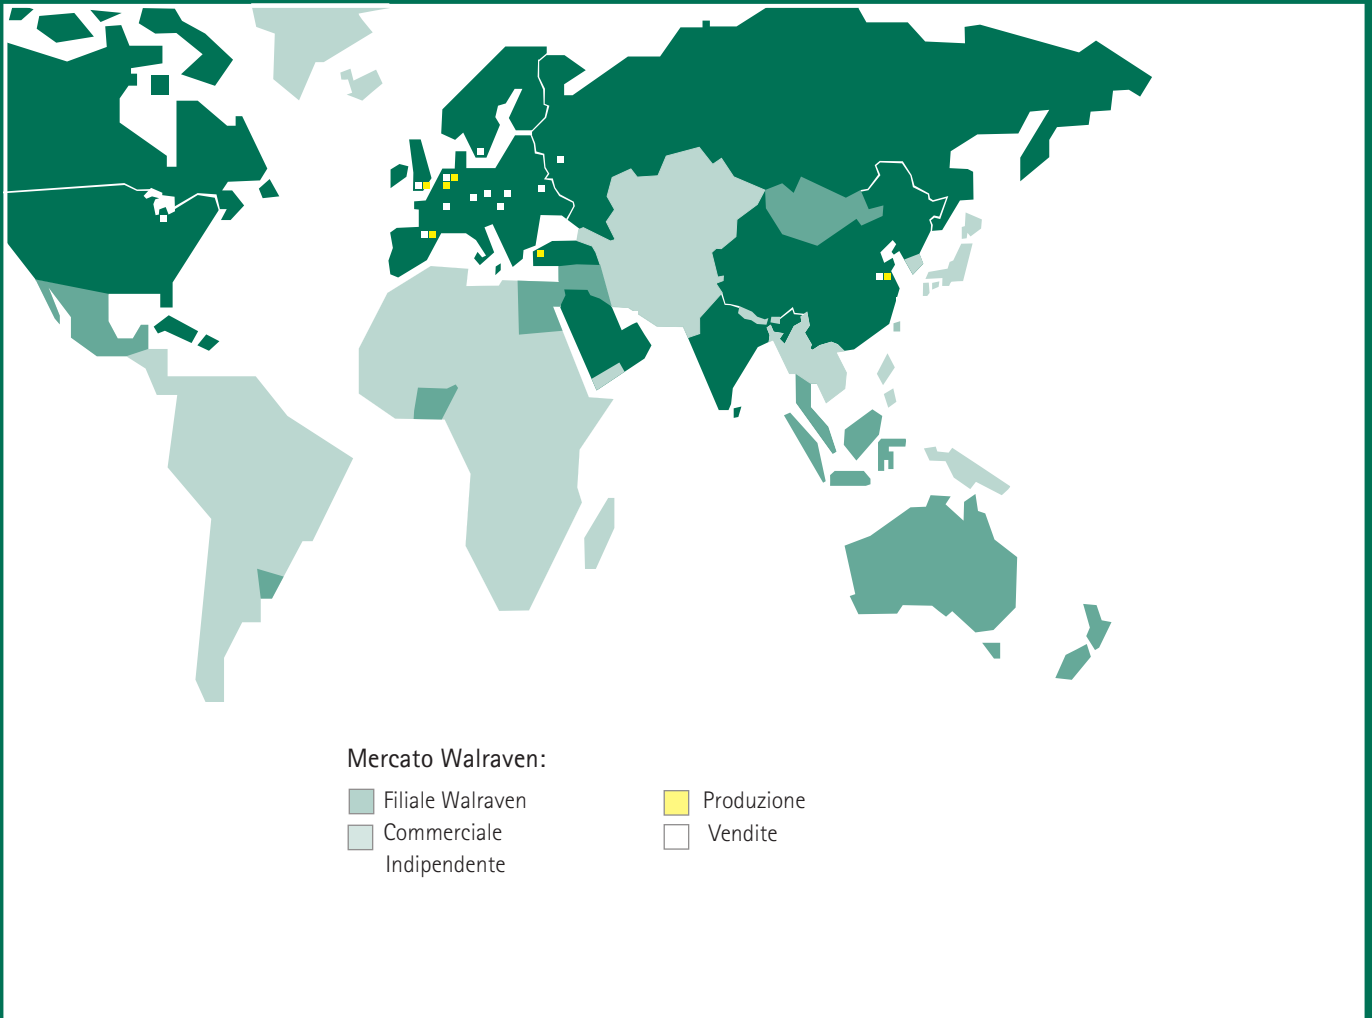 Mercato Walraven:
Filiale Walraven
Commerciale
Indipendente
Produzione
Vendite